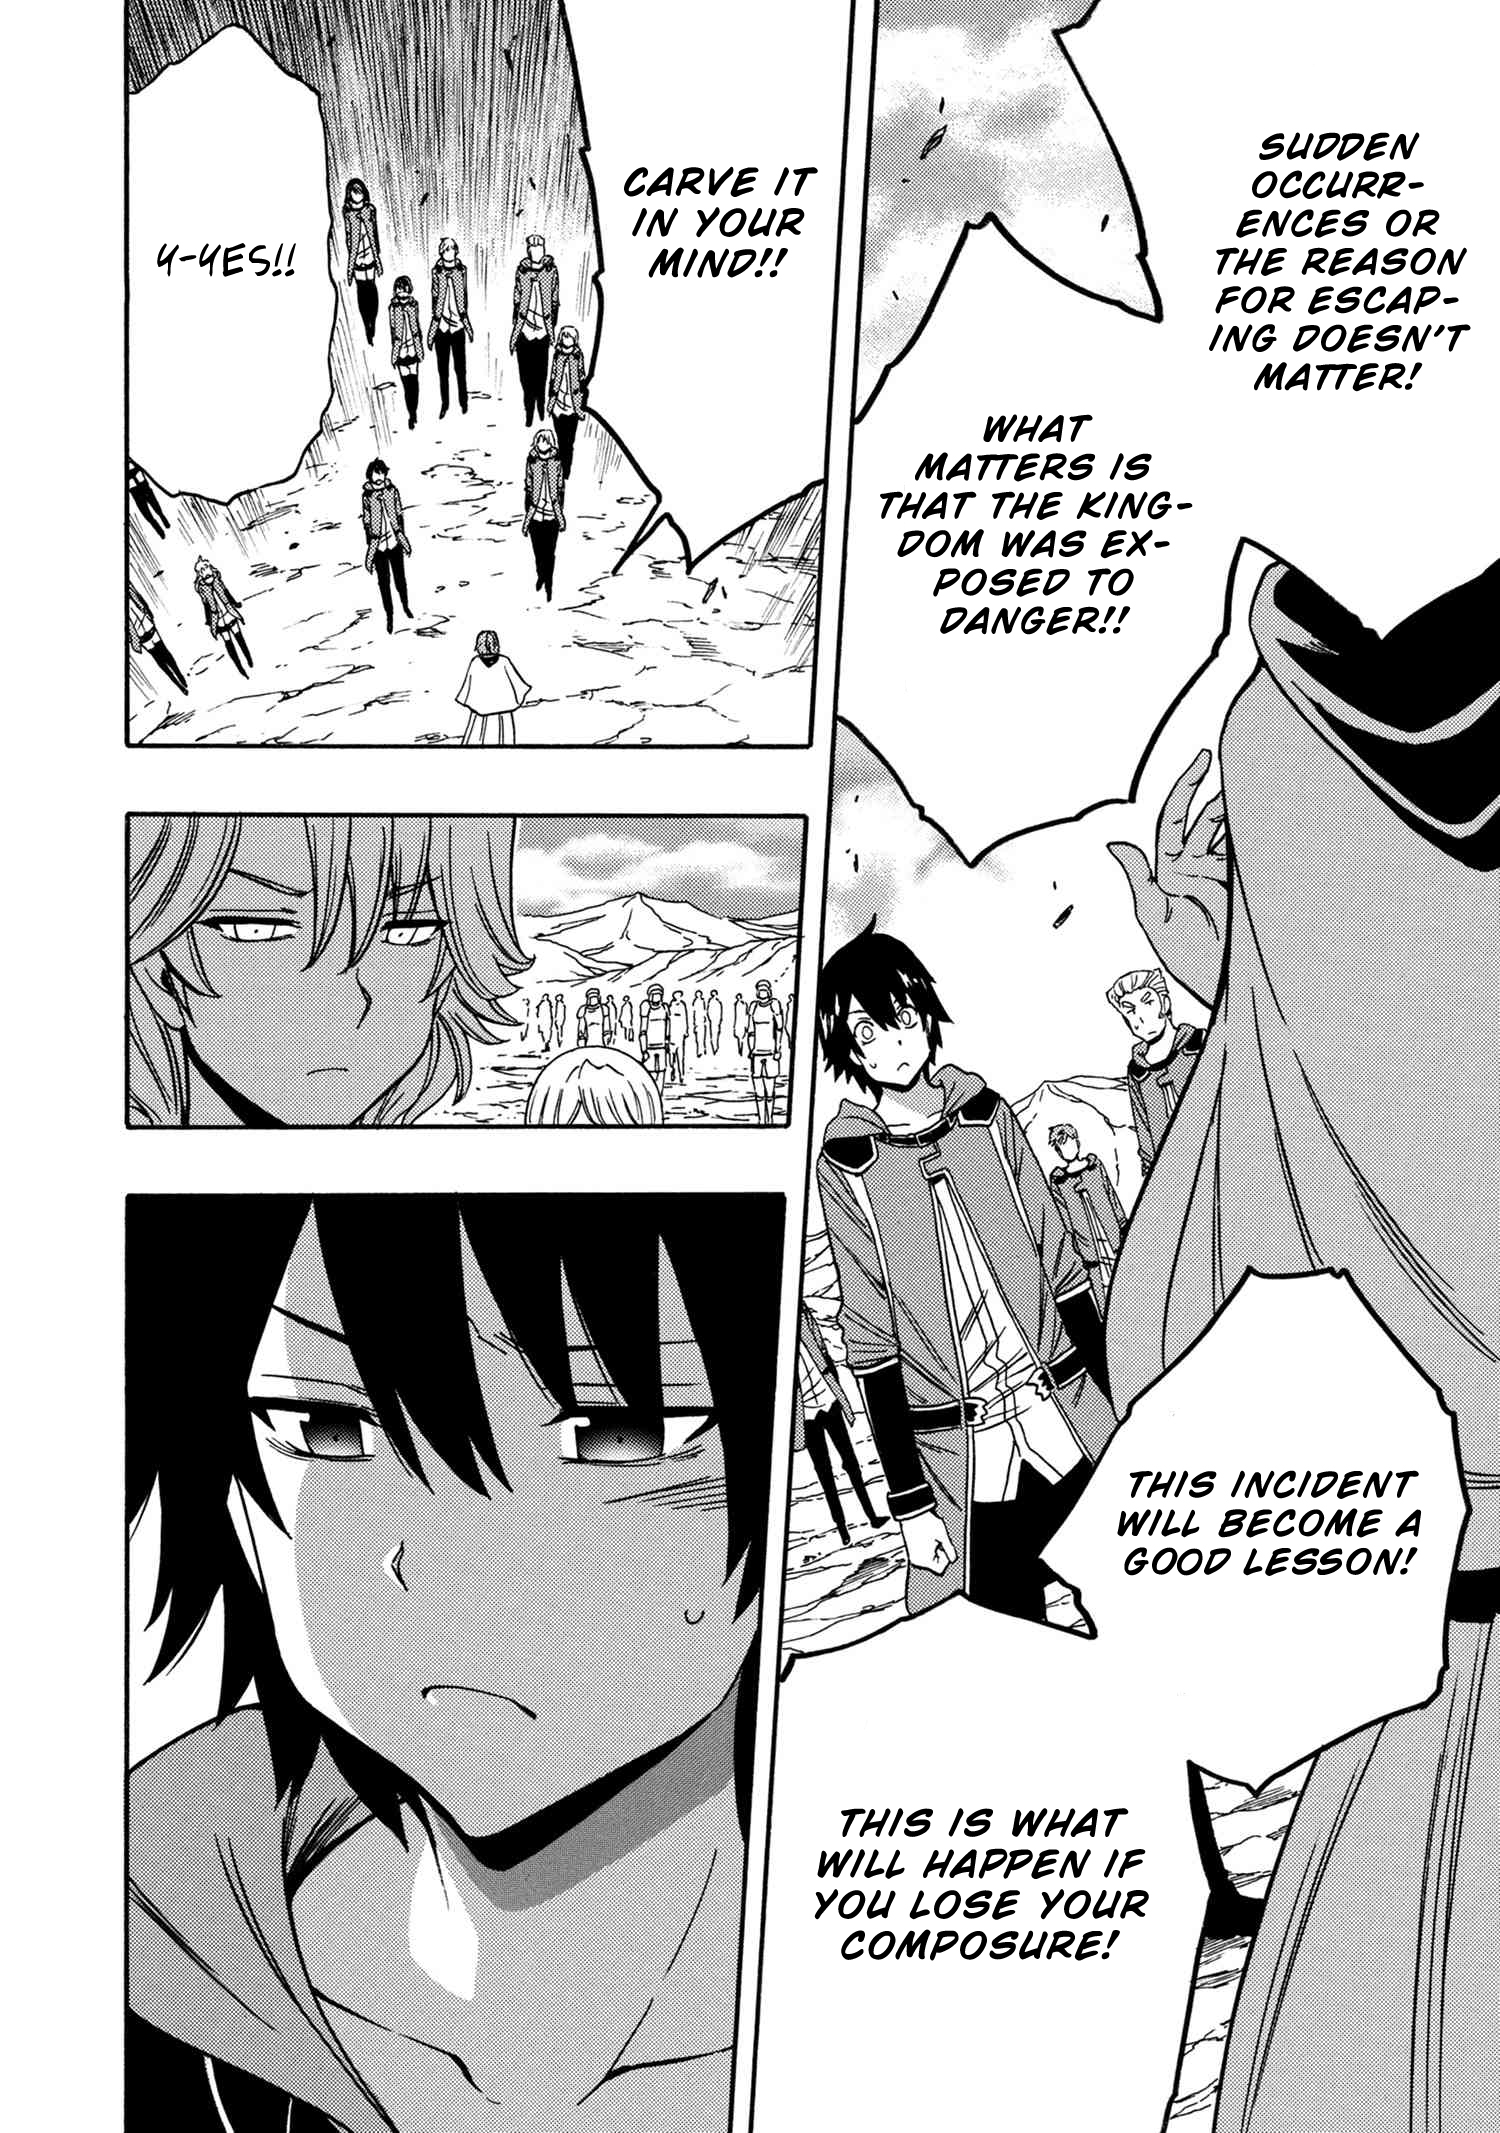 SUDDEN
OCCURR-
ENCES OR
THE REASON
FOR ESCAP-
ING DOESN'T
MATTER!
WHAT
MATTERS IS
THAT THE KING-
DOM WAS EX-
POSED TO
DANGER!!
THIS INCIDENT
WILL BECOME A
GOOD LESSON!
THIS IS WHAT
WILL HAPPEN IF
YOU LOSE YOUR
COMPOSURE!
CARVE IT
IN YOUR
MIND!!
Y-YES!!